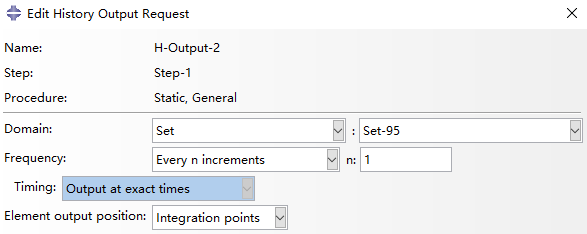 Edit History Output Request
Name: H-Output-2
Step: Step-1
Procedure: Static, General
Domain: Set : Set-95
Frequency: Every n increments n: 1
Timing: Output at exact times
Element output position: Integration points